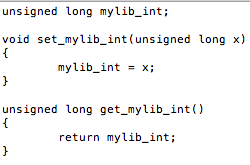 unsigned long mylib_int;
void set_mylib_int(unsigned long x)
{
mylib_int = x;
}
unsigned long get_mylib_int()
{
return mylib_int;
}